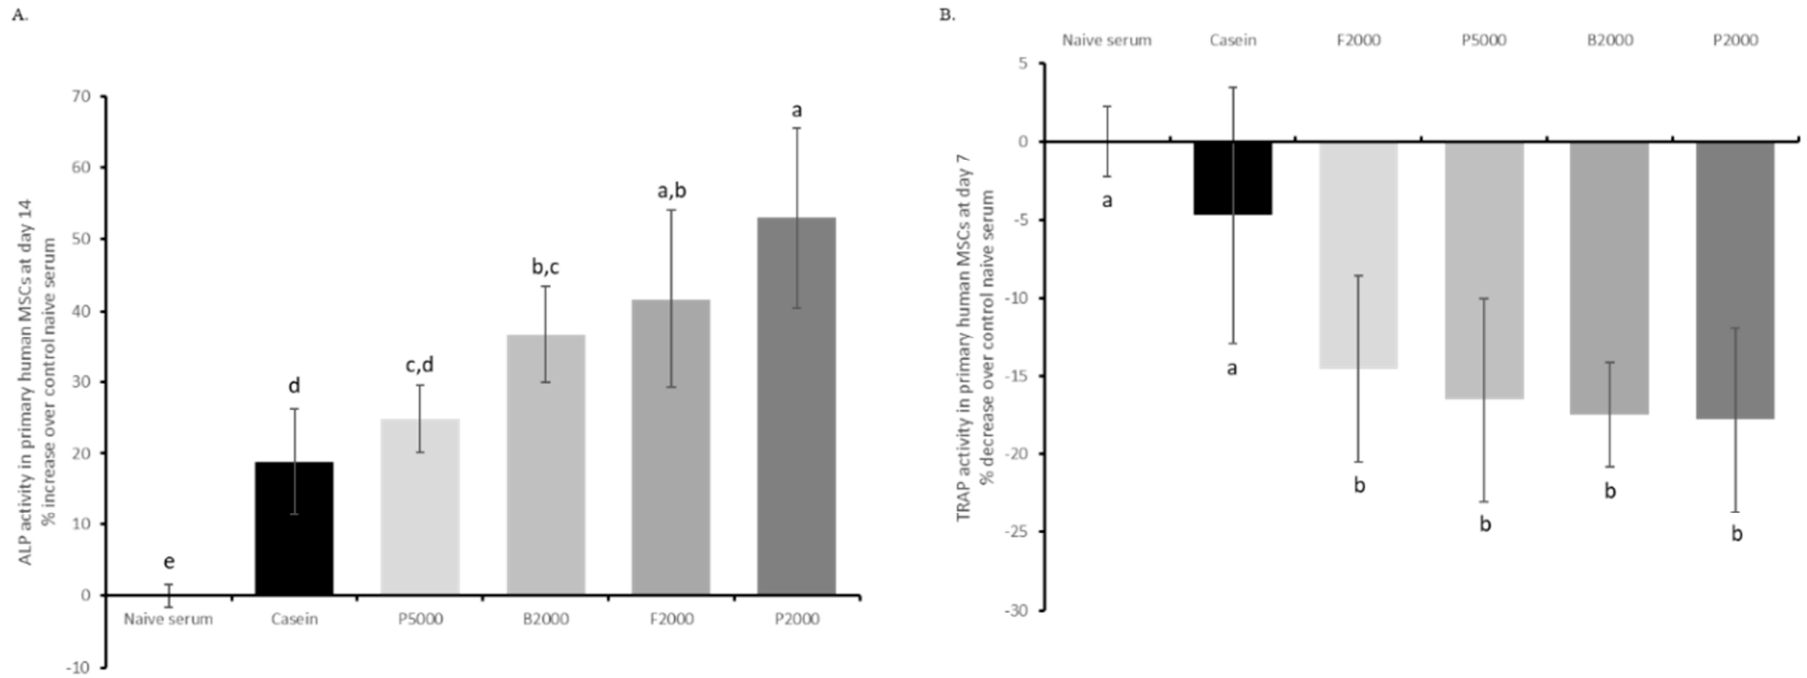 A.
ALP activity in primary human MSCs at day 14
% increase over control naive serum
70
60
50
40
30
20
10
0
-10
e
d
c,d
b,c
a,b
a
Naive serum Casein P5000 B2000 F2000 P2000
B.
Naive serum Casein F2000 P5000 B2000 P2000
TRAP activity in primary human MSCs at day 7
% decrease over control naive serum
5
0
-5
-10
-15
-20
-25
-30
a
a
b
b
b
b